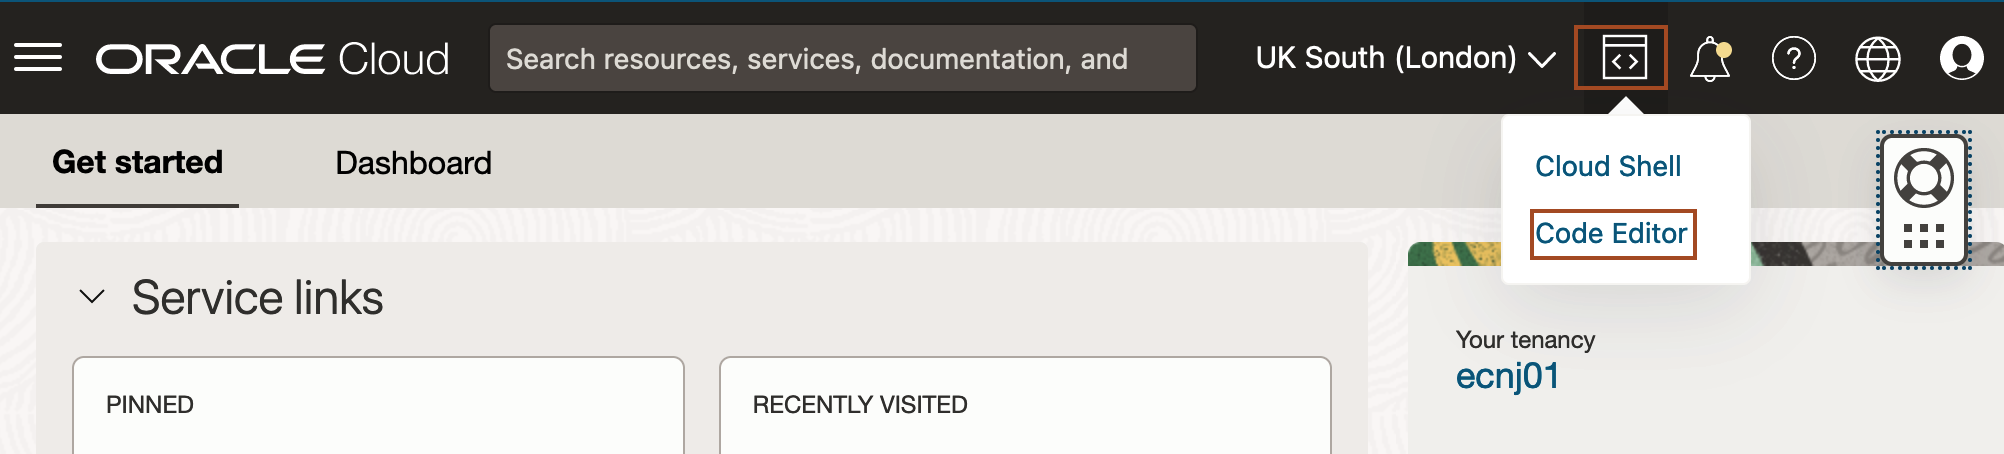 ORACLE Cloud
Search resources, services, documentation, and
UK South (London)
Get started
Dashboard
Cloud Shell
Code Editor
Service links
Your tenancy
ecnj01
PINNED
RECENTLY VISITED